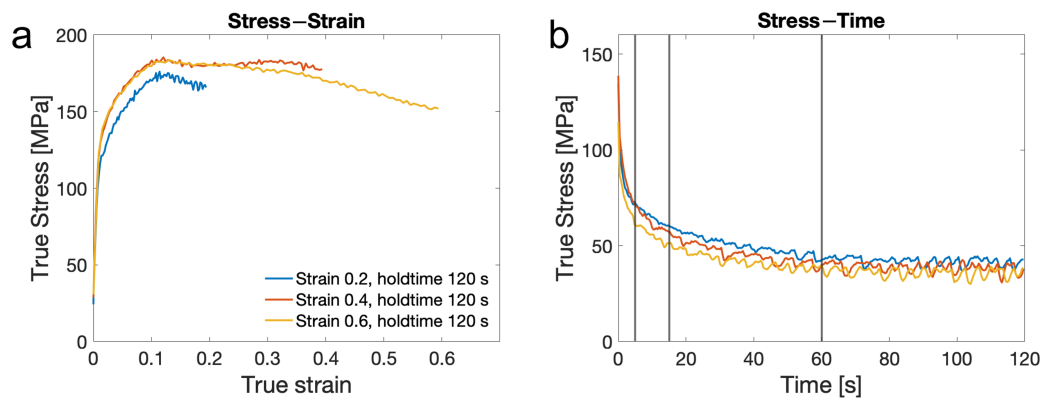 a
Stress−Strain
True Stress [MPa]
200
150
100
50
0
Strain 0.2, holdtime 120 s
Strain 0.4, holdtime 120 s
Strain 0.6, holdtime 120 s
0 0.1 0.2 0.3 0.4 0.5 0.6
True strain
b
Stress−Time
True Stress [MPa]
150
100
50
0
0 20 40 60 80 100 120
Time [s]